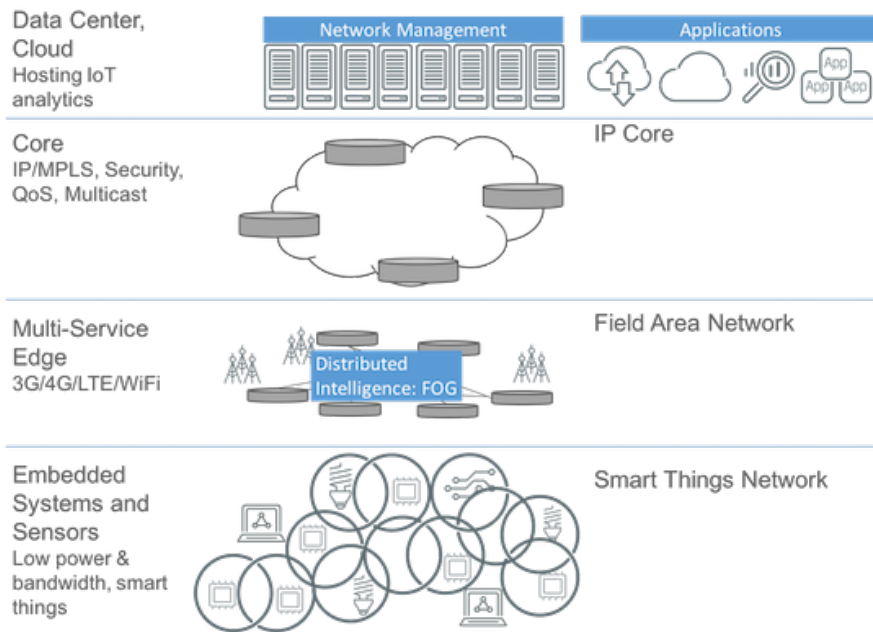 Data Center,
Cloud
Hosting IoT
analytics
Network Management
Applications
App
App
App
Core
IP/MPLS, Security,
QoS, Multicast
IP Core
Multi-Service
Edge
3G/4G/LTE/WiFi
Distributed
Intelligence: FOG
Field Area Network
Embedded
Systems and
Sensors
Low power &
bandwidth, smart
things
Smart Things Network